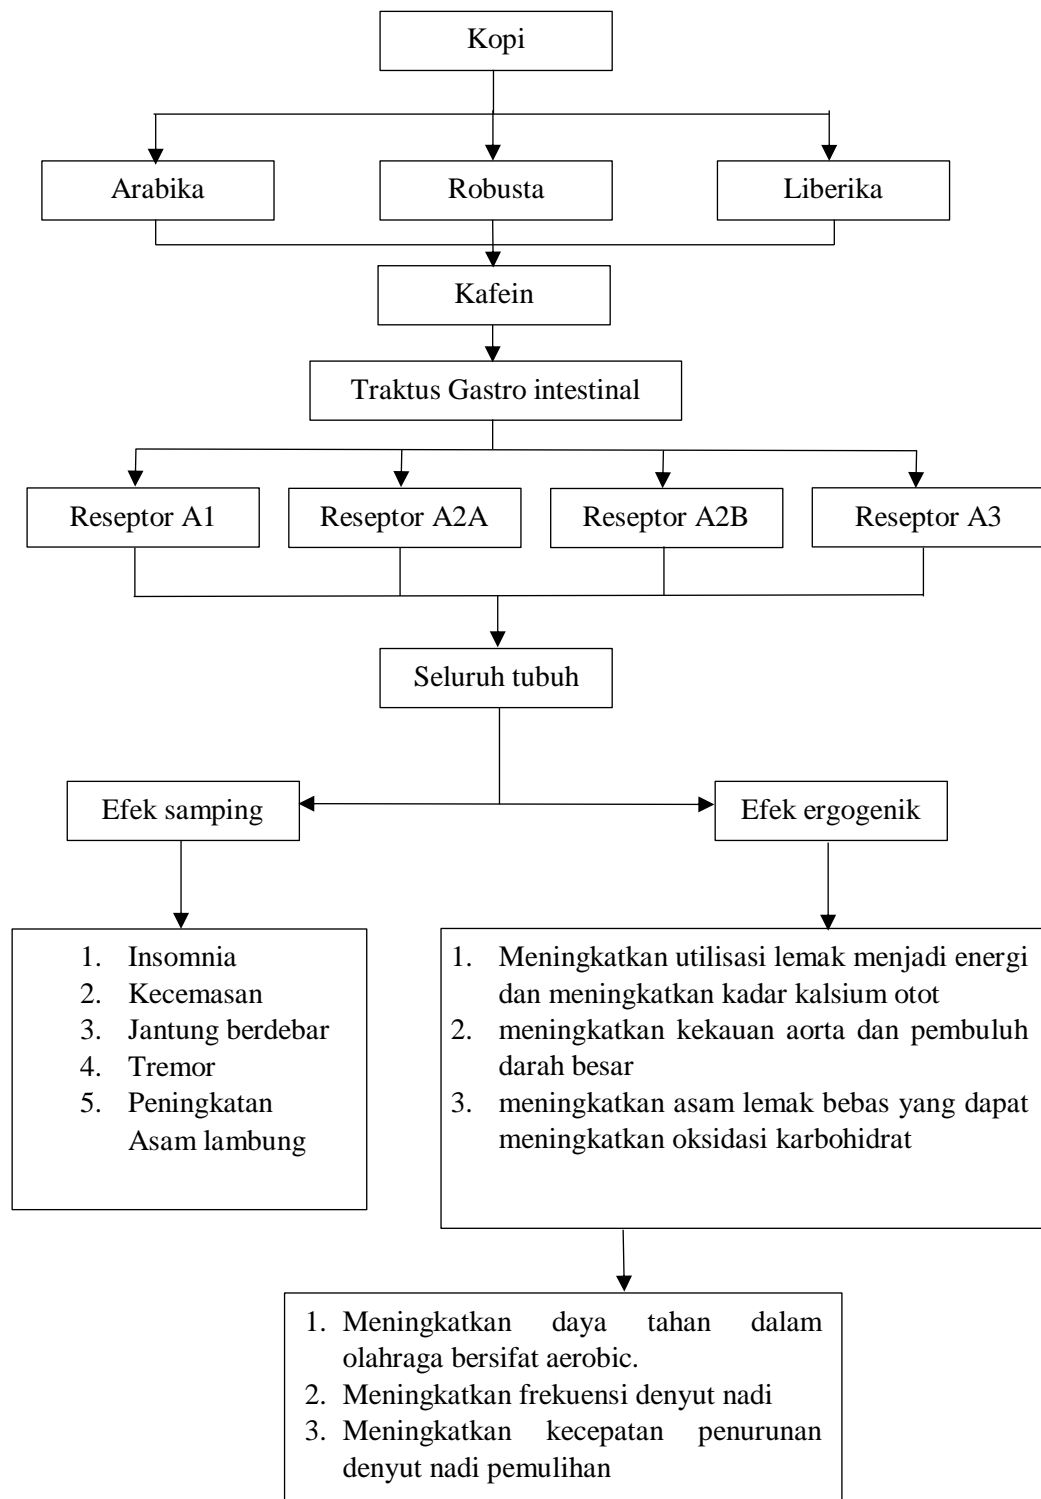 Kopi
Arabika
Robusta
Liberika
Kafein
Traktus Gastro intestinal
Reseptor A1
Reseptor A2A
Reseptor A2B
Reseptor A3
Seluruh tubuh
Efek samping
Efek ergogenik
1. Insomnia
2. Kecemasan
3. Jantung berdebar
4. Tremor
5. Peningkatan
Asam lambung
1. Meningkatkan utilisasi lemak menjadi energi
dan meningkatkan kadar kalsium otot
2. meningkatkan kekauan aorta dan pembuluh
darah besar
3. meningkatkan asam lemak bebas yang dapat
meningkatkan oksidasi karbohidrat
1. Meningkatkan daya tahan dalam
olahraga bersifat aerobic.
2. Meningkatkan frekuensi denyut nadi
3. Meningkatkan kecepatan penurunan
denyut nadi pemulihan